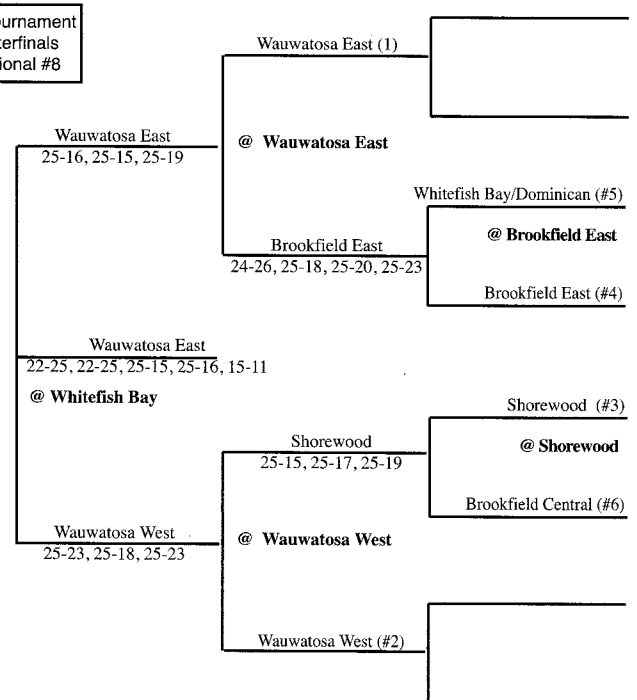 urnament
erfinals
ional #8
Wauwatosa East (1)
Wauwatosa East
25-16, 25-15, 25-19
@ Wauwatosa East
Whitefish Bay/Dominican (#5)
@ Brookfield East
Brookfield East
24-26, 25-18, 25-20, 25-23
Brookfield East (#4)
Wauwatosa East
22-25, 22-25, 25-15, 25-16, 15-11
@ Whitefish Bay
Shorewood (#3)
Shorewood
25-15, 25-17, 25-19
@ Shorewood
Brookfield Central (#6)
Wauwatosa West
25-23, 25-18, 25-23
@ Wauwatosa West
Wauwatosa West (#2)